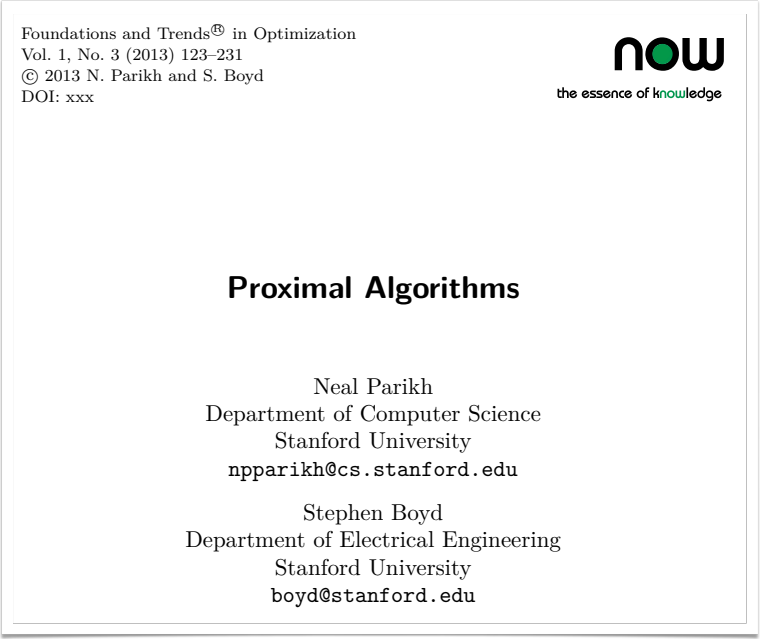 Foundations and Trends® in Optimization
Vol. 1, No. 3 (2013) 123–231
© 2013 N. Parikh and S. Boyd
DOI: xxx
now
the essence of knowledge
Proximal Algorithms
Neal Parikh
Department of Computer Science
Stanford University
npparikh@cs.stanford.edu
Stephen Boyd
Department of Electrical Engineering
Stanford University
boyd@stanford.edu